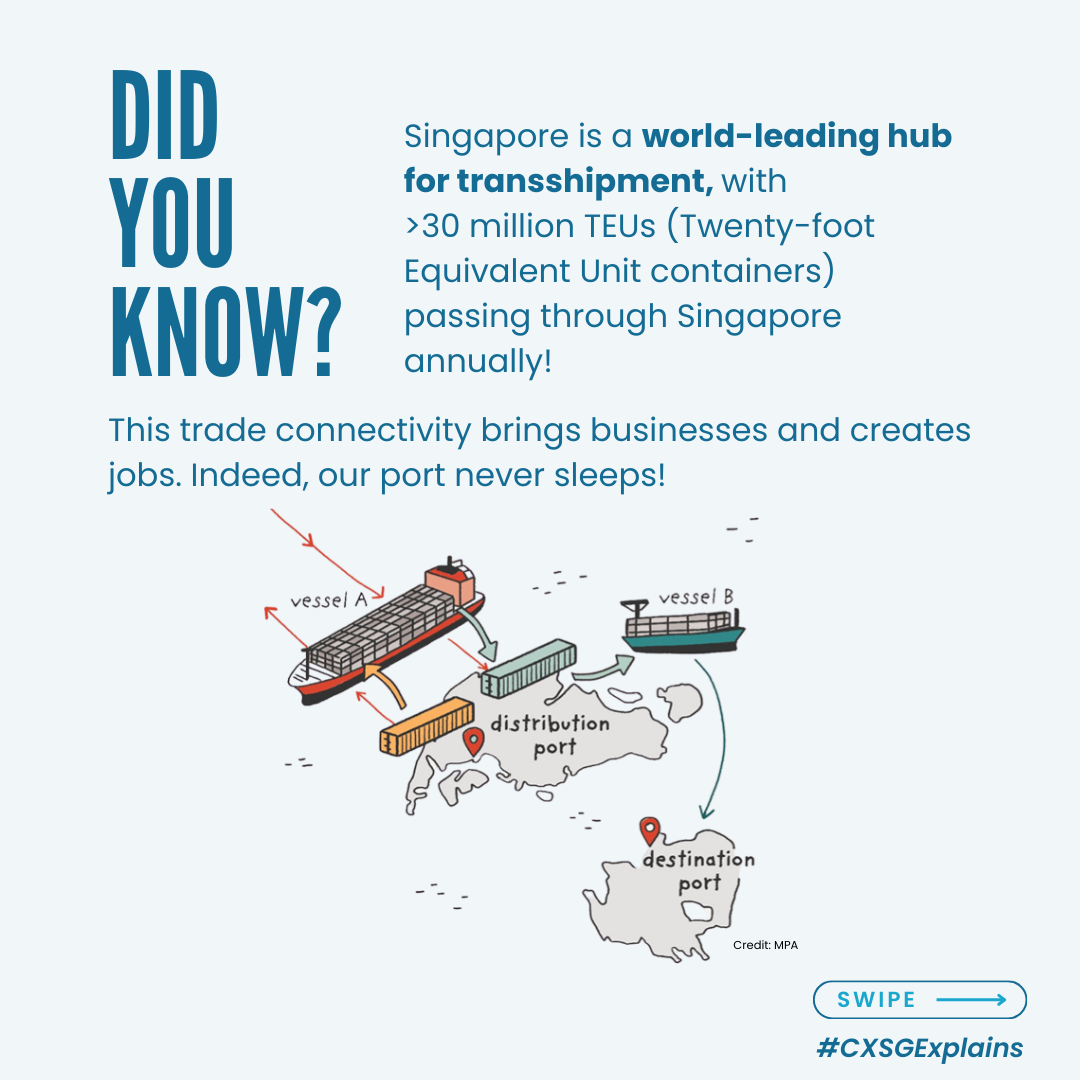 DID
YOU
KNOW?
Singapore is a world-leading hub
for transshipment, with
>30 million TEUs (Twenty-foot
Equivalent Unit containers)
passing through Singapore
annually!
This trade connectivity brings businesses and creates
jobs. Indeed, our port never sleeps!
vessel A
vessel B
distribution
port
destination
port
Credit: MPA
SWIPE
#CXSGExplains